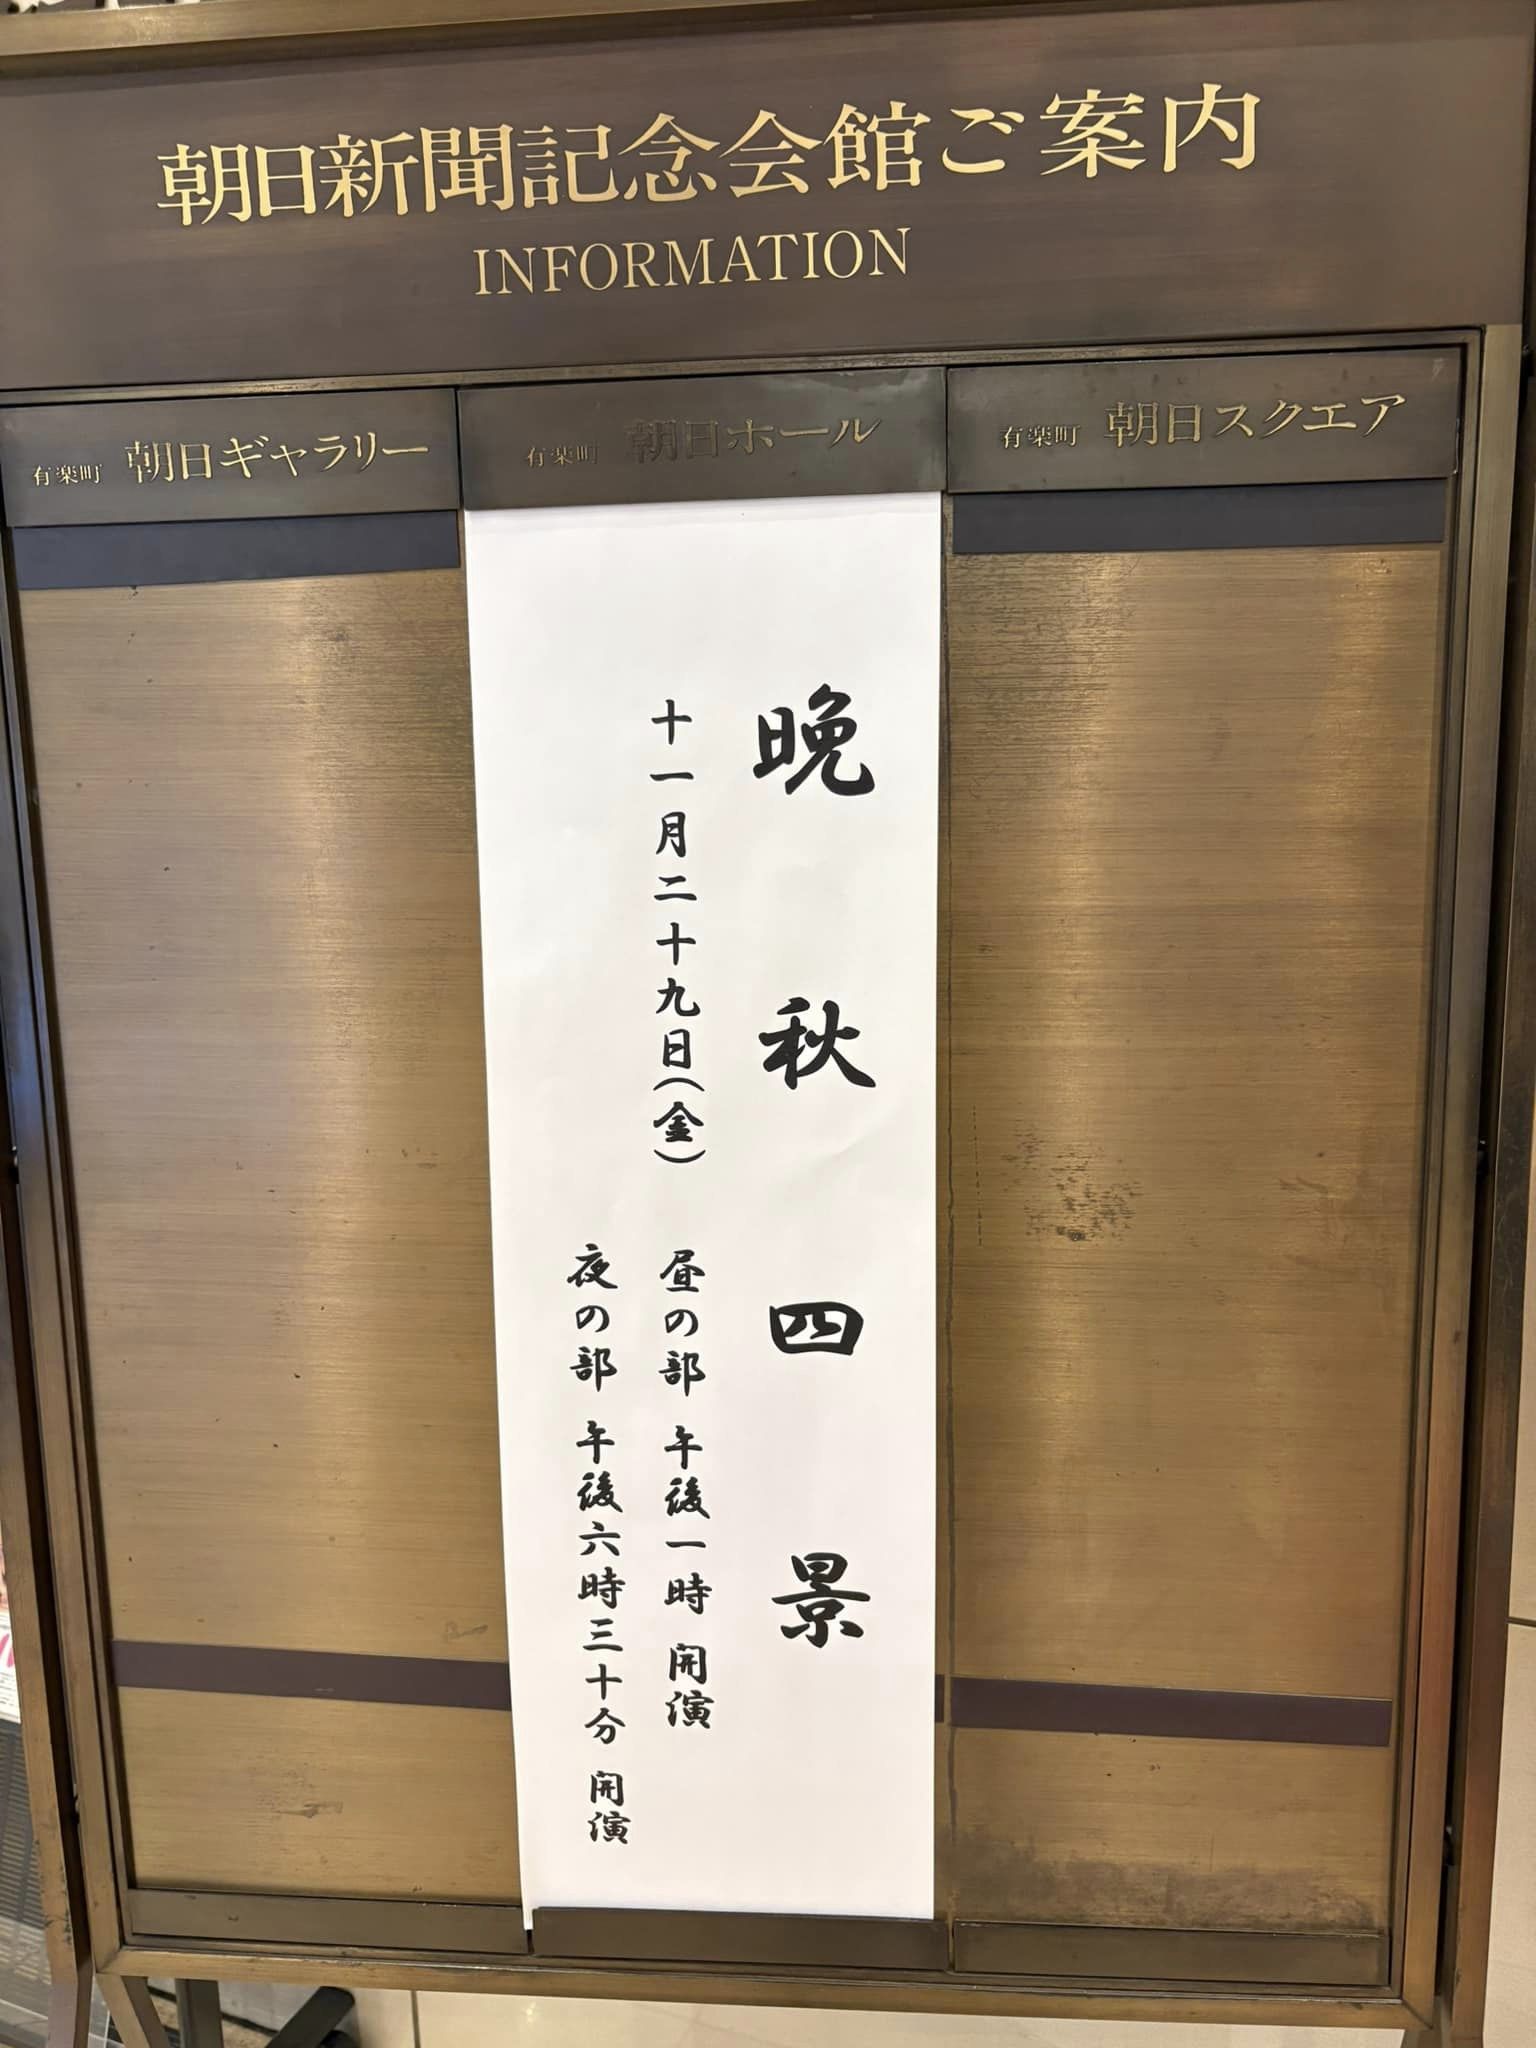 朝日新聞記念会館ご案内
INFORMATION
有楽町 朝日ギャラリー
有楽町 朝日ホール
有楽町 朝日スクエア
晩秋四景
十一月二十九日(金) 昼の部 午後一時 開演
夜の部 午後六時三十分 開演